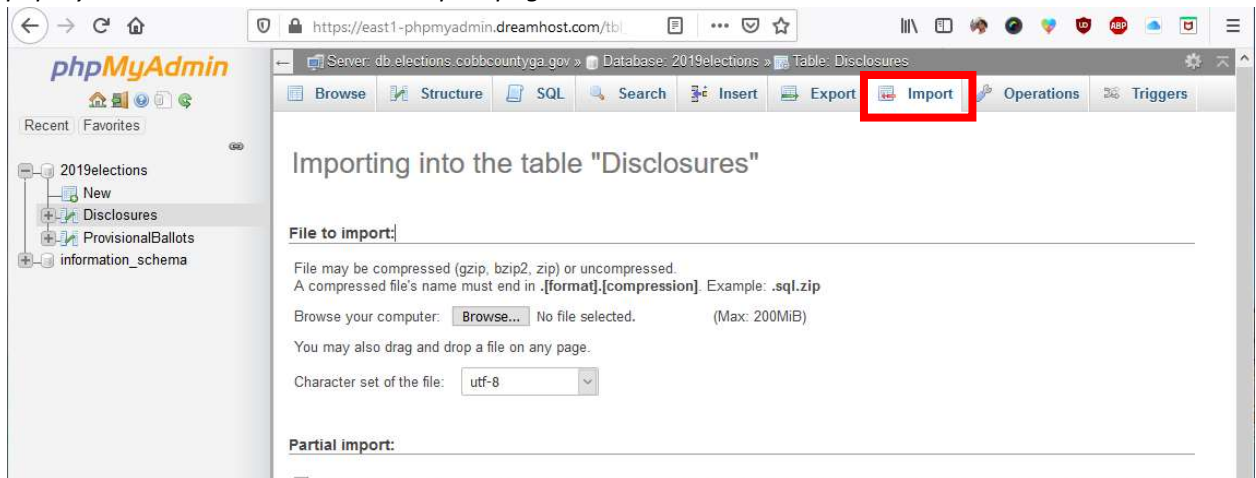 https://east1-phpmyadmin.dreamhost.com/tbl
phpMyAdmin
Recent Favorites
2019elections
New
Disclosures
ProvisionalBallots
information_schema
Server: db.elections.cobbcountyga.gov » Database: 2019elections » Table: Disclosures
Browse Structure SQL Search Insert Export Import Operations Triggers
Importing into the table "Disclosures"
File to import:
File may be compressed (gzip, bzip2, zip) or uncompressed.
A compressed file's name must end in .[format].[compression]. Example: .sql.zip
Browse your computer: Browse... No file selected. (Max: 200MiB)
You may also drag and drop a file on any page.
Character set of the file: utf-8
Partial import: